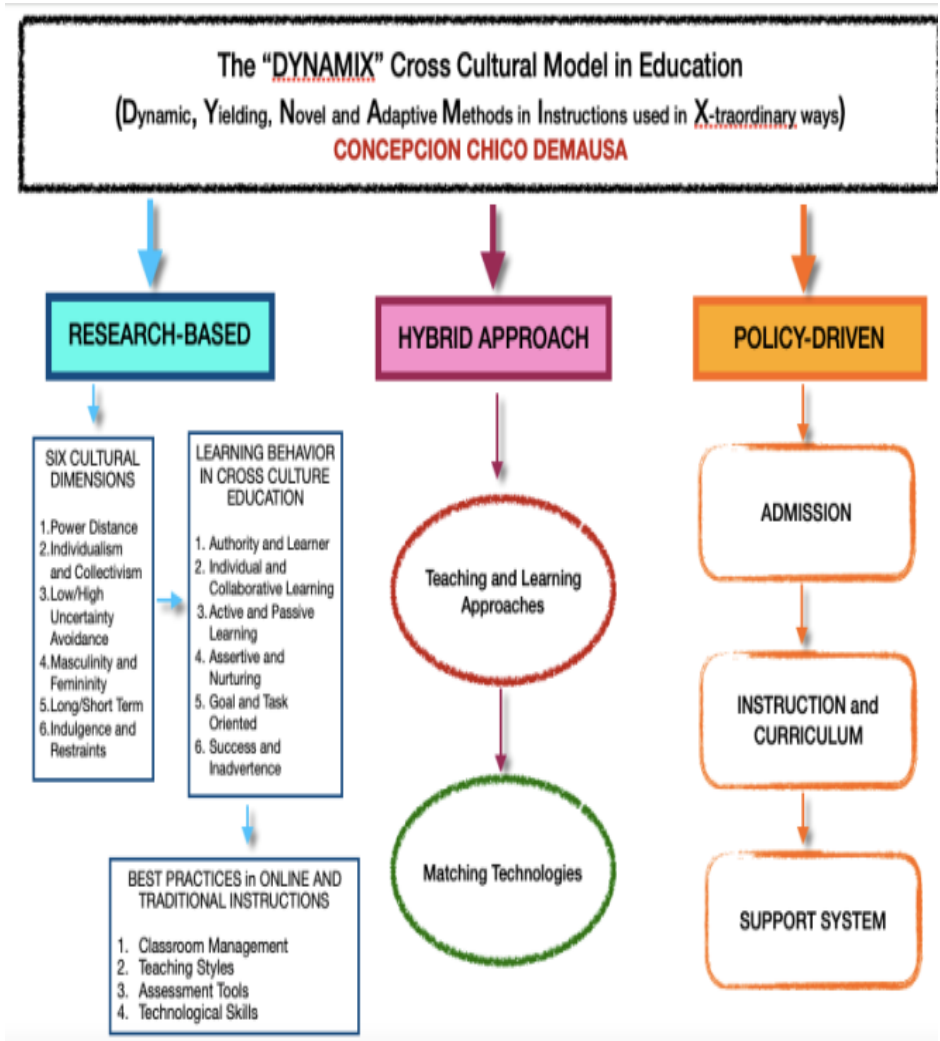 The “DYNAMIX” Cross Cultural Model in Education
(Dynamic, Yielding, Novel and Adaptive Methods in Instructions used in X-traordinary ways)
CONCEPCION CHICO DEMAUSA
RESEARCH-BASED
SIX CULTURAL
DIMENSIONS
1.Power Distance
2.Individualism
and Collectivism
3.Low/High
Uncertainty
Avoidance
4.Masculinity and
Femininity
5.Long/Short Term
6.Indulgence and
Restraints
LEARNING BEHAVIOR
IN CROSS CULTURE
EDUCATION
1. Authority and Learner
2. Individual and
Collaborative Learning
3. Active and Passive
Learning
4. Assertive and
Nurturing
5. Goal and Task
Oriented
6. Success and
Inadvertence
BEST PRACTICES in ONLINE AND
TRADITIONAL INSTRUCTIONS
1. Classroom Management
2. Teaching Styles
3. Assessment Tools
4. Technological Skills
HYBRID APPROACH
Teaching and Learning
Approaches
Matching Technologies
POLICY-DRIVEN
ADMISSION
INSTRUCTION and
CURRICULUM
SUPPORT SYSTEM